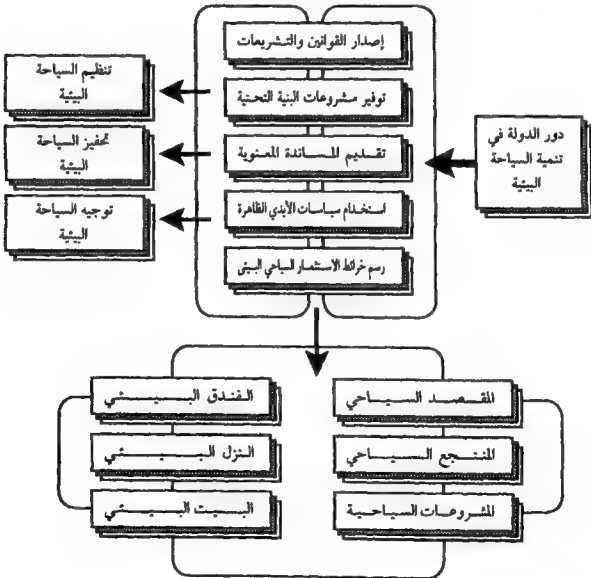 دور الدولة في
تنمية السياحة
البيئية
إصدار القوانين والتشريعات
توفير مشروعات البنية التحتية
تقديم المساندة المعنوية
استخدام سياسات الأيدي الظاهرة
رسم خرائط الاستثمار السياحي البيئي
تنظيم السياحة
البيئية
تحفيز السياحة
البيئية
توجيه السياحة
البيئية
المقصد السياحي
المنتجع السياحي
المشروعات السياحية
الفندق البيئي
النزل البيئي
البيت البيئي